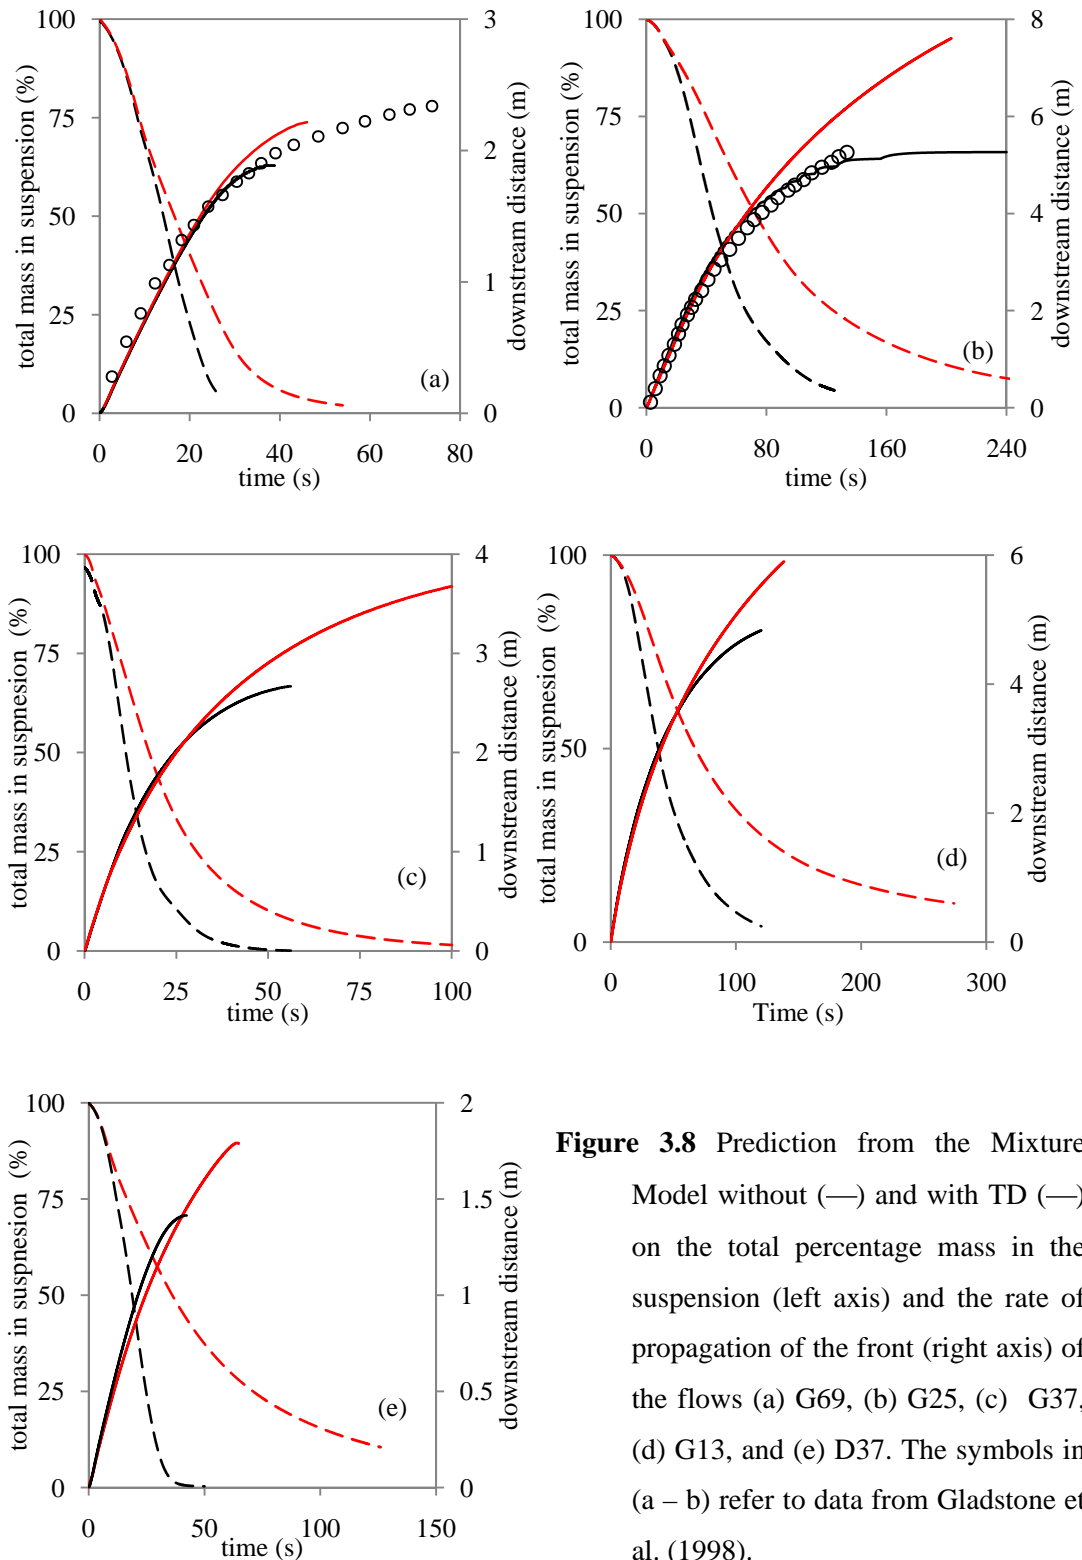 total mass in suspension (%)
100
75
50
25
0
0 20 40 60 80
time (s)
3
2
1
0
downstream distance (m)
(a)
total mass in suspension (%)
100
75
50
25
0
0 80 160 240
time (s)
8
6
4
2
0
downstream distance (m)
(b)
total mass in suspnesion (%)
100
75
50
25
0
0 25 50 75 100
time (s)
4
3
2
1
0
downstream distance (m)
(c)
total mass in suspension (%)
100
50
0
0 100 200 300
Time (s)
6
4
2
0
downstream distance (m)
(d)
total mass in suspnesion (%)
100
75
50
25
0
0 50 100 150
time (s)
2
1.5
1
0.5
0
downstream distance (m)
(e)
Figure 3.8 Prediction from the Mixture
Model without (—) and with TD (—)
on the total percentage mass in the
suspension (left axis) and the rate of
propagation of the front (right axis) of
the flows (a) G69, (b) G25, (c) G37,
(d) G13, and (e) D37. The symbols in
(a – b) refer to data from Gladstone et
al. (1998).